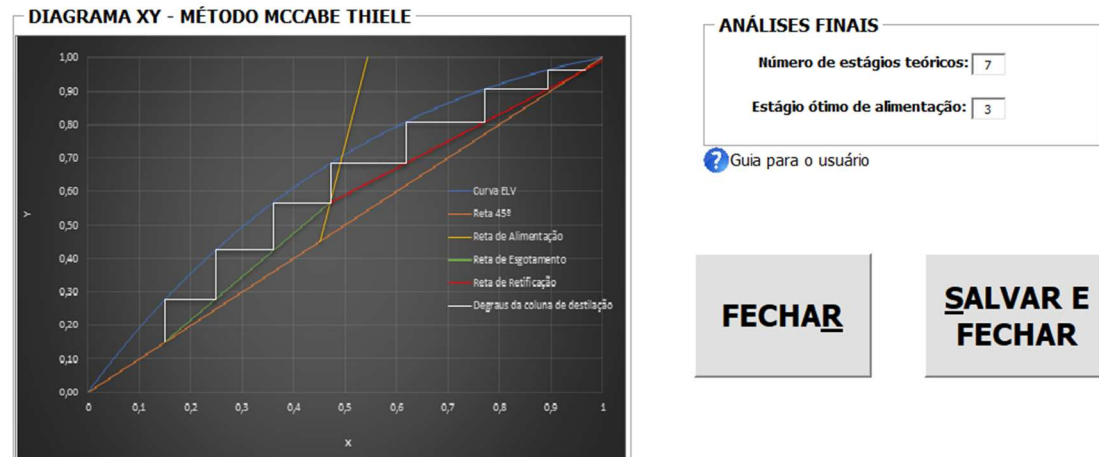 DIAGRAMA XY - MÉTODO MCCABE THIELE
1,00
0,90
0,80
0,70
0,60
0,50
0,40
0,30
0,20
0,10
0,00
Y
0 0,1 0,2 0,3 0,4 0,5 0,6 0,7 0,8 0,9 1
X
Curva ELV
Reta 45º
Reta de Alimentação
Reta de Esgotamento
Reta de Retificação
Degraus da coluna de destilação
ANÁLISES FINAIS
Número de estágios teóricos: 7
Estágio ótimo de alimentação: 3
? Guia para o usuário
FECHAR
SALVAR E
FECHAR